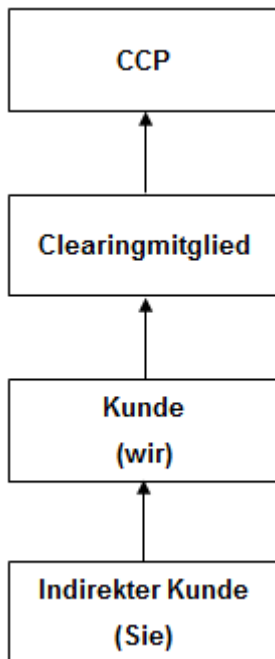 CCP
Clearingmitglied
Kunde
(wir)
Indirekter Kunde
(Sie)